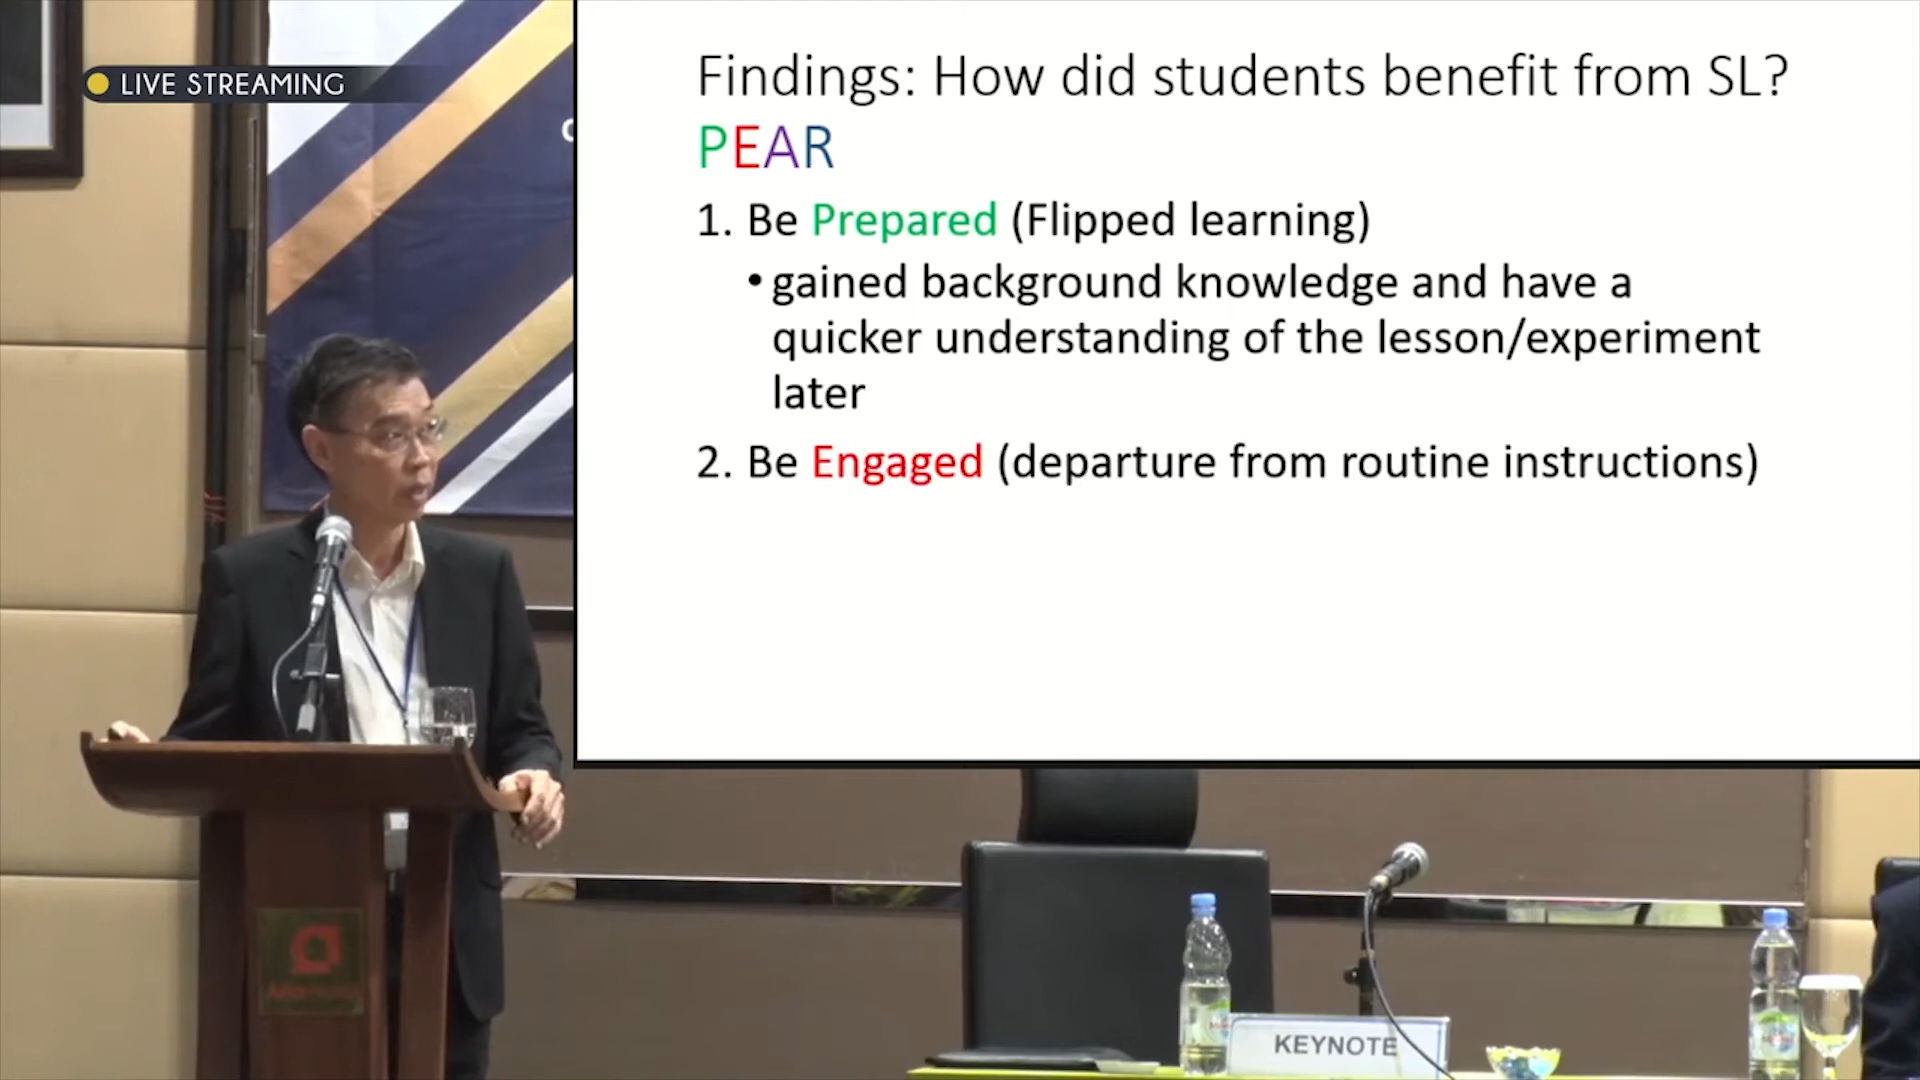 LIVE STREAMING
Findings: How did students benefit from SL?
PEAR
1. Be Prepared (Flipped learning)
• gained background knowledge and have a
quicker understanding of the lesson/experiment
later
2. Be Engaged (departure from routine instructions)
KEYNOTE